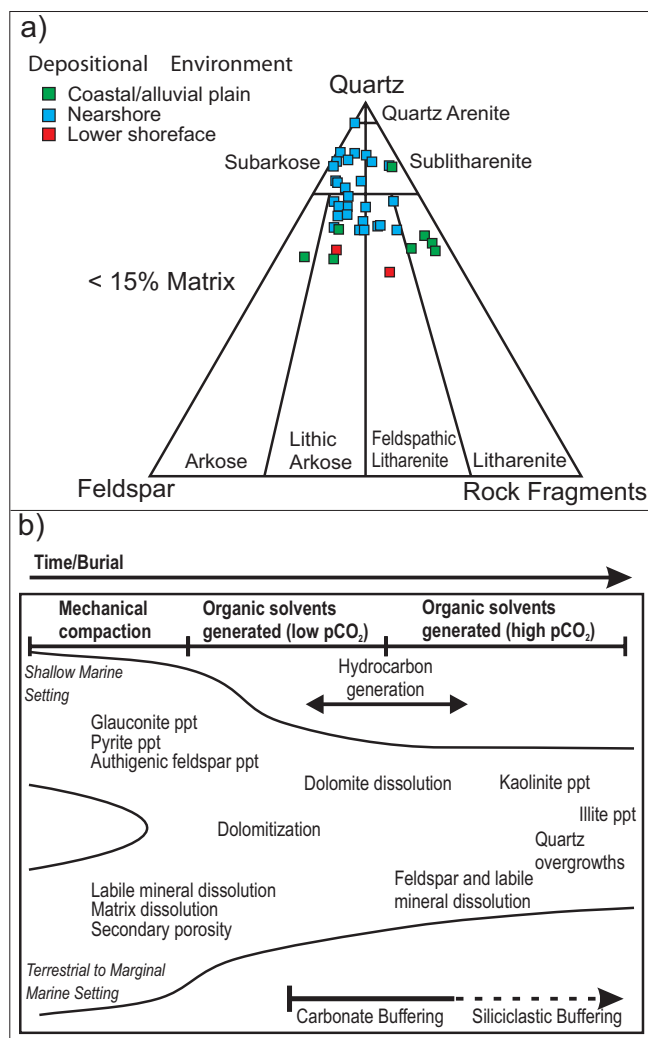 a)
Depositional Environment
Coastal/alluvial plain
Nearshore
Lower shoreface
Quartz
Quartz Arenite
Subarkose
Sublitharenite
< 15% Matrix
Arkose
Lithic
Arkose
Feldspathic
Litharenite
Litharenite
Feldspar
Rock Fragments
b)
Time/Burial
Mechanical
compaction
Organic solvents
generated (low pCO₂)
Organic solvents
generated (high pCO₂)
Shallow Marine
Setting
Hydrocarbon
generation
Glauconite ppt
Pyrite ppt
Authigenic feldspar ppt
Dolomite dissolution
Kaolinite ppt
Illite ppt
Dolomitization
Quartz
overgrowths
Labile mineral dissolution
Matrix dissolution
Secondary porosity
Feldspar and labile
mineral dissolution
Terrestrial to Marginal
Marine Setting
Carbonate Buffering
Siliciclastic Buffering